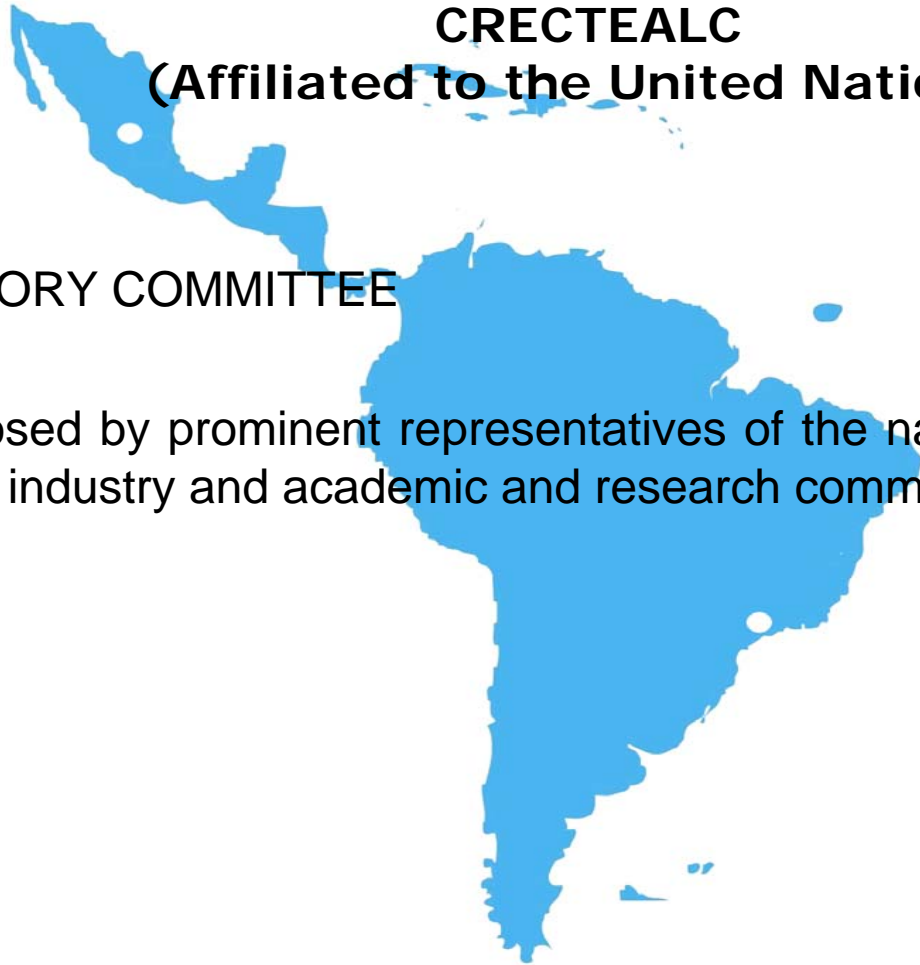 CRECTEALC
(Affiliated to the United Natio
ORY COMMITTEE
osed by prominent representatives of the na
industry and academic and research comm